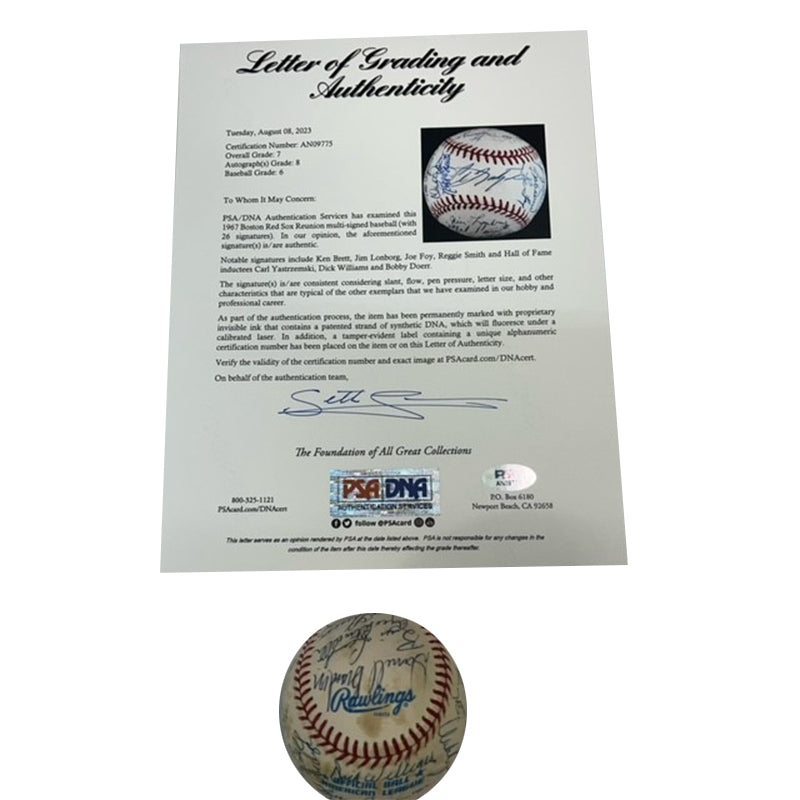 Letter of Grading and
Authenticity
Tuesday, August 08, 2023
Certification Number: AN09775
Overall Grade: 7
Autograph(s) Grade: 8
Baseball Grade: 6
To Whom It May Concern:
PSA/DNA Authentication Services has examined this
1967 Boston Red Sox Reunion multi-signed baseball (with
26 signatures). In our opinion, the aforementioned
signature(s) is/are authentic.
Notable signatures include Ken Brett, Jim Lonborg, Joe Foy, Reggie Smith and Hall of Fame
inductees Carl Yastrzemski, Dick Williams and Bobby Doerr.
The signature(s) is/are consistent considering slant, flow, pen pressure, letter size, and other
characteristics that are typical of the other exemplars that we have examined in our hobby and
professional career.
As part of the authentication process, the item has been permanently marked with proprietary
invisible ink that contains a patented strand of synthetic DNA, which will fluoresce under a
calibrated laser. In addition, a tamper-evident label containing a unique alphanumeric
certification number has been placed on the item or on this Letter of Authenticity.
Verify the validity of the certification number and exact image at PSAcard.com/DNAcert.
On behalf of the authentication team,
The Foundation of All Great Collections
800-325-1121
PSAcard.com/DNAcert
PSA DNA
AUTHENTICATION SERVICES
follow @PSAcard
PSA
P.O. Box 6180
Newport Beach, CA 92658
This letter serves as an opinion rendered by PSA at the date listed above. PSA is not responsible for any changes in the
condition of the item after this date thereby affecting the grade thereafter.
Rawlings
Dick Williams
OFFICIAL BALL
AMERICAN LEAGUE